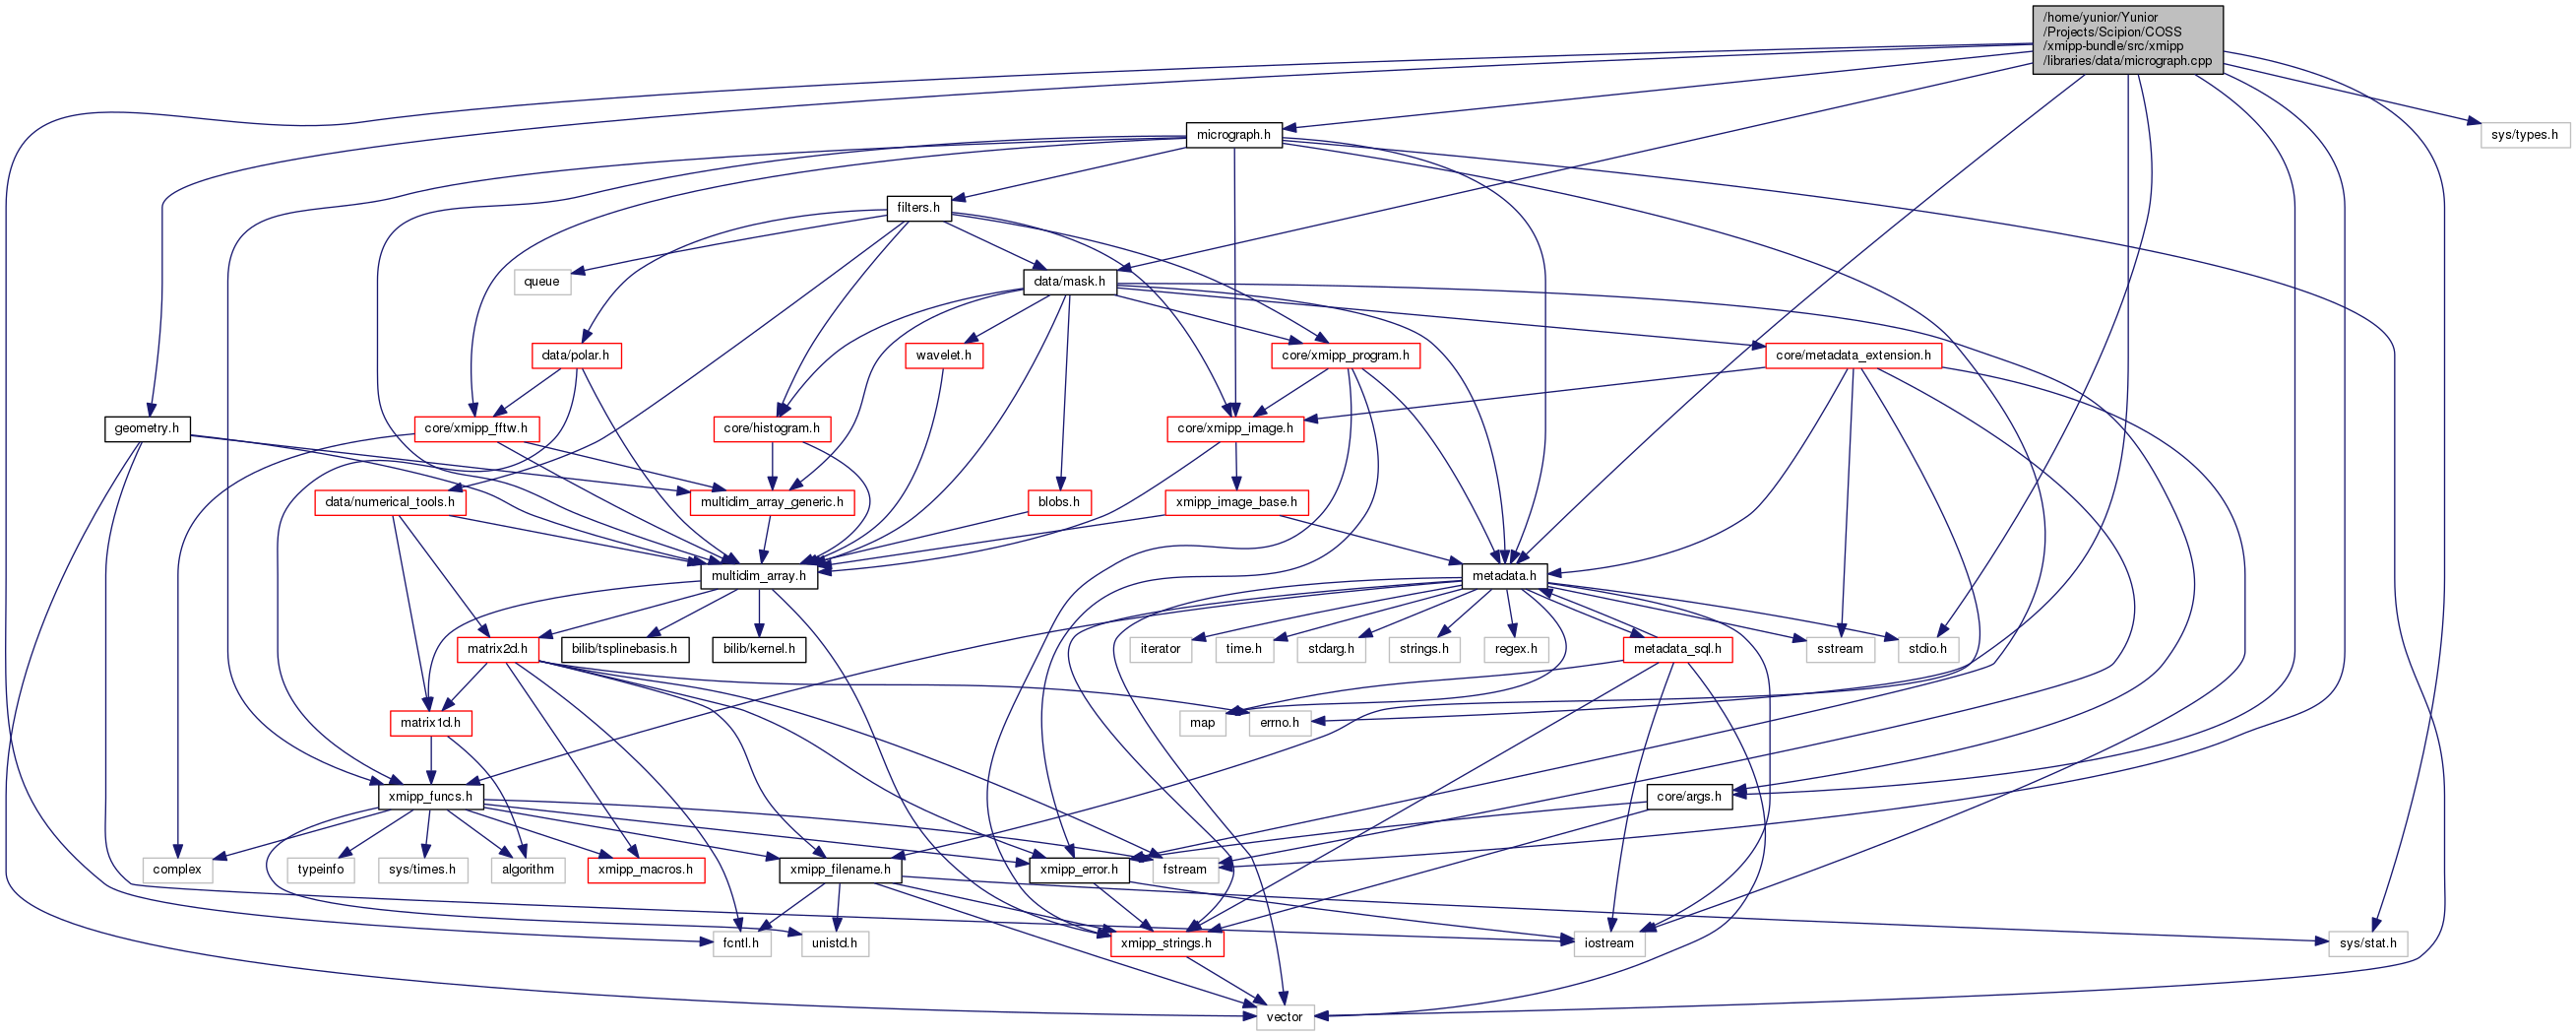 /home/yunior/Yunior
/Projects/Scipion/COSS
/xmipp-bundle/src/xmipp
/libraries/data/micrograph.cpp
micrograph.h
sys/types.h
filters.h
queue
data/mask.h
data/polar.h
wavelet.h
core/xmipp_program.h
core/metadata_extension.h
geometry.h
core/xmipp_fftw.h
core/histogram.h
core/xmipp_image.h
data/numerical_tools.h
multidim_array_generic.h
blobs.h
xmipp_image_base.h
multidim_array.h
metadata.h
matrix2d.h
bilib/tsplinebasis.h
bilib/kernel.h
iterator
time.h
stdarg.h
strings.h
regex.h
metadata_sql.h
sstream
stdio.h
matrix1d.h
map
errno.h
xmipp_funcs.h
core/args.h
complex
typeinfo
sys/times.h
algorithm
xmipp_macros.h
xmipp_filename.h
xmipp_error.h
fstream
fcntl.h
unistd.h
xmipp_strings.h
iostream
sys/stat.h
vector